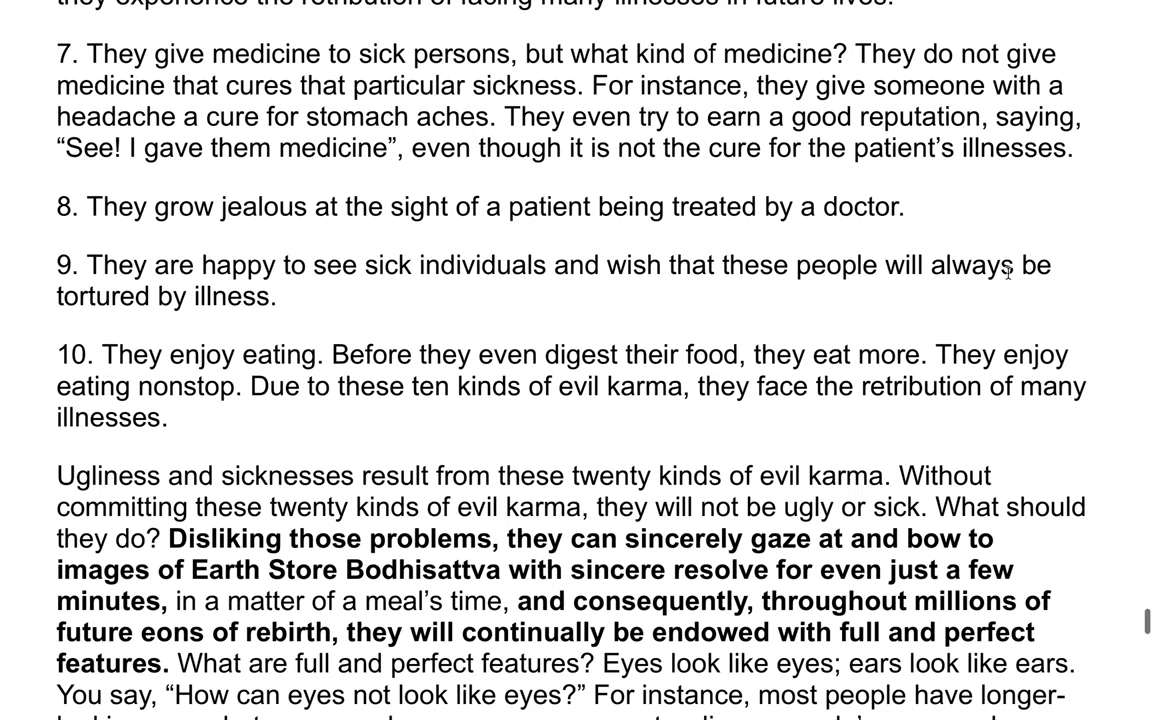 they experience the retribution of facing many illnesses in future lives.
7. They give medicine to sick persons, but what kind of medicine? They do not give
medicine that cures that particular sickness. For instance, they give someone with a
headache a cure for stomach aches. They even try to earn a good reputation, saying,
“See! I gave them medicine”, even though it is not the cure for the patient’s illnesses.
8. They grow jealous at the sight of a patient being treated by a doctor.
9. They are happy to see sick individuals and wish that these people will always be
tortured by illness.
10. They enjoy eating. Before they even digest their food, they eat more. They enjoy
eating nonstop. Due to these ten kinds of evil karma, they face the retribution of many
illnesses.
Ugliness and sicknesses result from these twenty kinds of evil karma. Without
committing these twenty kinds of evil karma, they will not be ugly or sick. What should
they do? Disliking those problems, they can sincerely gaze at and bow to
images of Earth Store Bodhisattva with sincere resolve for even just a few
minutes, in a matter of a meal’s time, and consequently, throughout millions of
future eons of rebirth, they will continually be endowed with full and perfect
features. What are full and perfect features? Eyes look like eyes; ears look like ears.
You say, “How can eyes not look like eyes?” For instance, most people have longer-